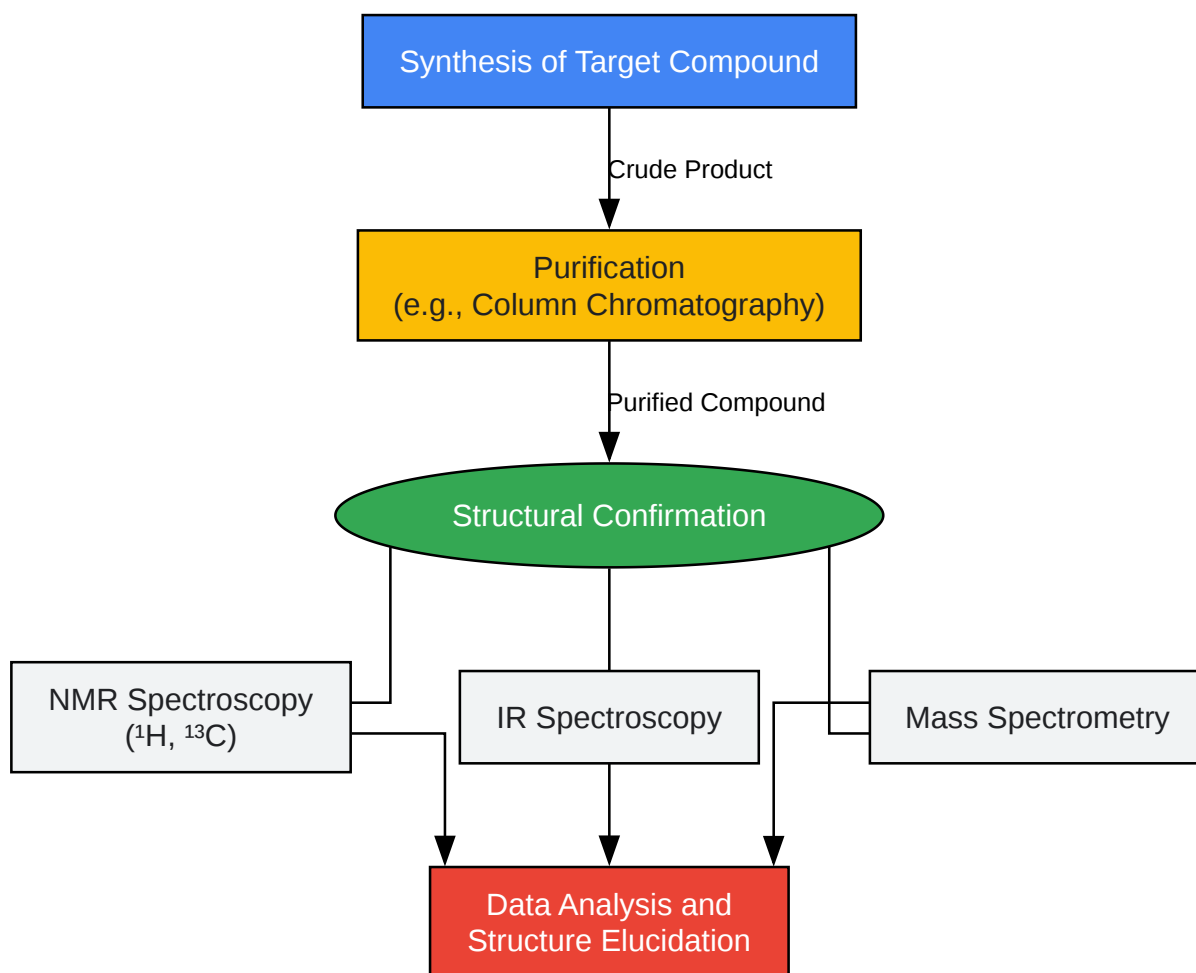 Synthesis of Target Compound
Crude Product
Purification
(e.g., Column Chromatography)
Purified Compound
Structural Confirmation
NMR Spectroscopy
(¹H, ¹³C)
IR Spectroscopy
Mass Spectrometry
Data Analysis and
Structure Elucidation